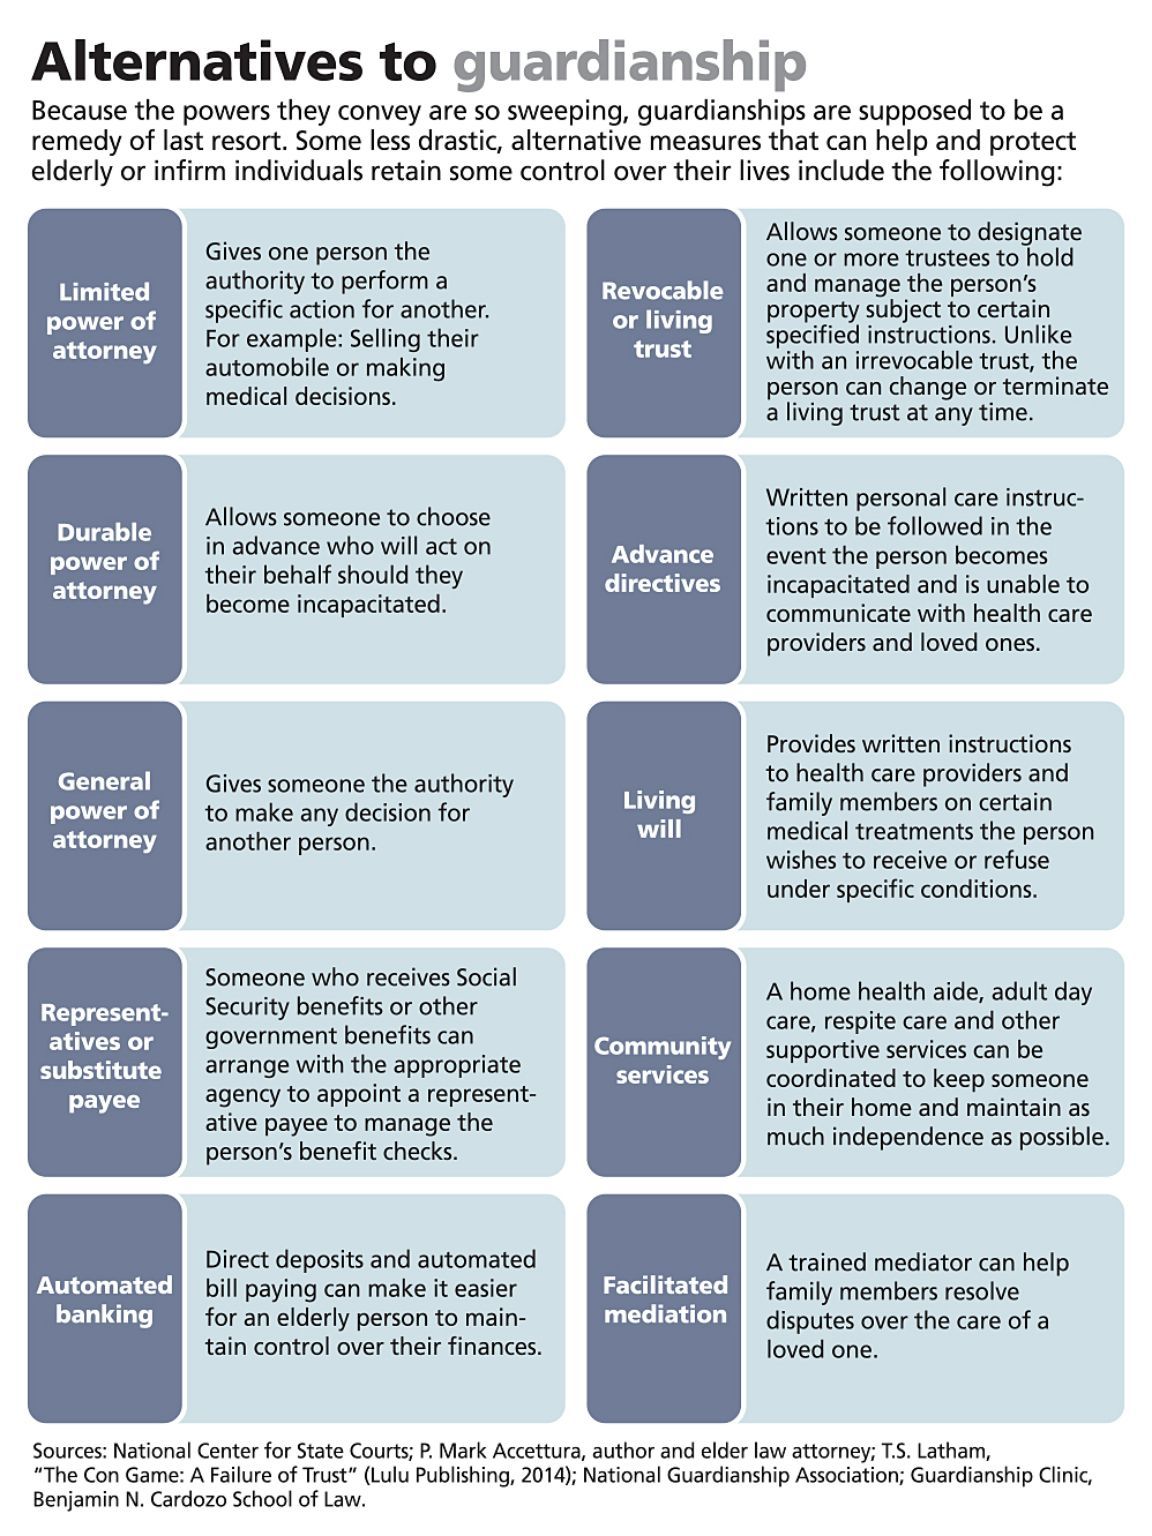 Alternatives to guardianship
Because the powers they convey are so sweeping, guardianships are supposed to be a
remedy of last resort. Some less drastic, alternative measures that can help and protect
elderly or infirm individuals retain some control over their lives include the following:
Limited
power of
attorney
Gives one person the
authority to perform a
specific action for another.
For example: Selling their
automobile or making
medical decisions.
Revocable
or living
trust
Allows someone to designate
one or more trustees to hold
and manage the person’s
property subject to certain
specified instructions. Unlike
with an irrevocable trust, the
person can change or terminate
a living trust at any time.
Durable
power of
attorney
Allows someone to choose
in advance who will act on
their behalf should they
become incapacitated.
Advance
directives
Written personal care instruc-
tions to be followed in the
event the person becomes
incapacitated and is unable to
communicate with health care
providers and loved ones.
General
power of
attorney
Gives someone the authority
to make any decision for
another person.
Living
will
Provides written instructions
to health care providers and
family members on certain
medical treatments the person
wishes to receive or refuse
under specific conditions.
Represent-
atives or
substitute
payee
Someone who receives Social
Security benefits or other
government benefits can
arrange with the appropriate
agency to appoint a represent-
ative payee to manage the
person’s benefit checks.
Community
services
A home health aide, adult day
care, respite care and other
supportive services can be
coordinated to keep someone
in their home and maintain as
much independence as possible.
Automated
banking
Direct deposits and automated
bill paying can make it easier
for an elderly person to main-
tain control over their finances.
Facilitated
mediation
A trained mediator can help
family members resolve
disputes over the care of a
loved one.
Sources: National Center for State Courts; P. Mark Accettura, author and elder law attorney; T.S. Latham,
“The Con Game: A Failure of Trust” (Lulu Publishing, 2014); National Guardianship Association; Guardianship Clinic,
Benjamin N. Cardozo School of Law.